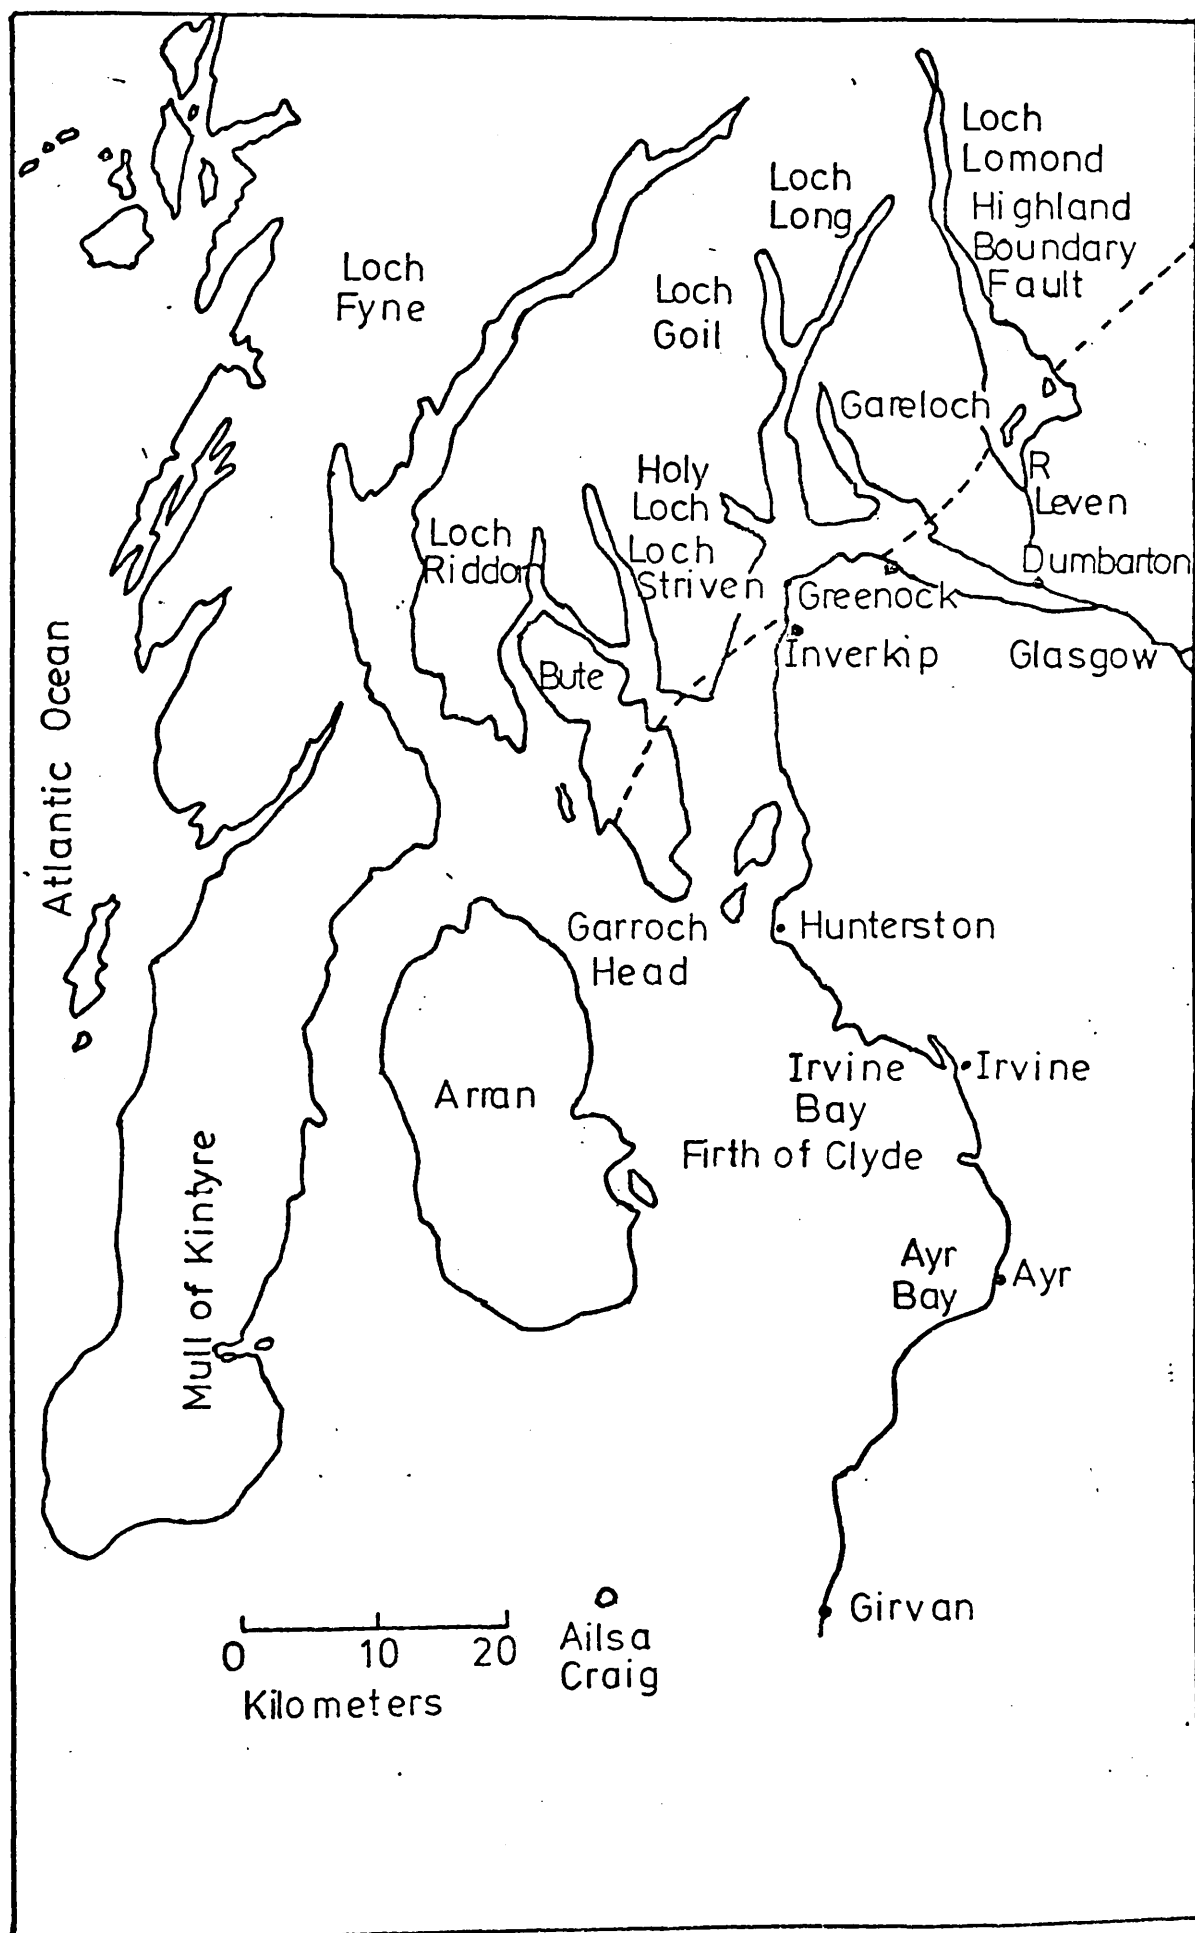 Loch
Lomond
Highland
Boundary
Fault
Loch
Long
Loch
Fyne
Loch
Goil
Gareloch
Holy
Loch
R
Leven
Loch
Riddon
Loch
Striven
Dumbarton
Greenock
Inverkip
Glasgow
Bute
Atlantic Ocean
Garroch
Head
Hunterston
Irvine
Bay
Irvine
Arran
Firth of Clyde
Mull of Kintyre
Ayr
Bay
Ayr
Girvan
0 10 20
Kilometers
Ailsa
Craig